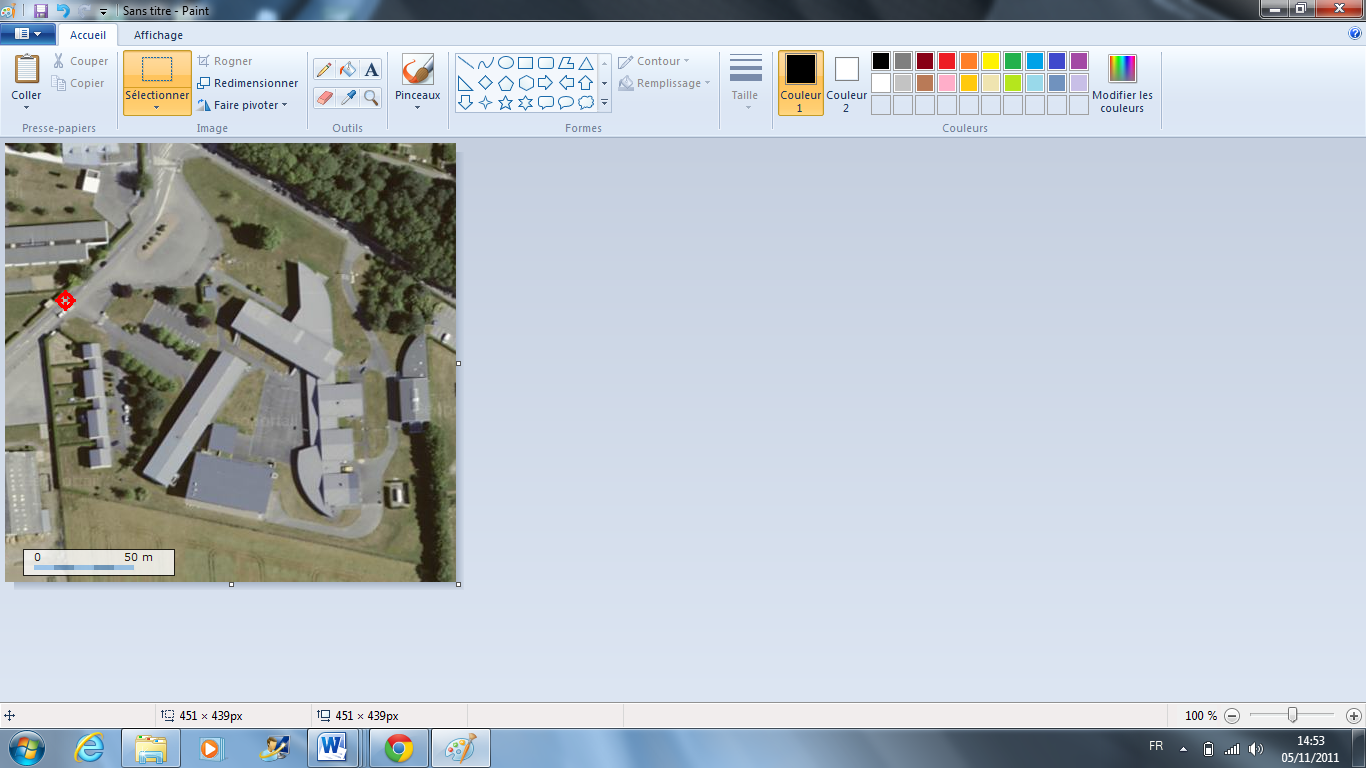 Sans titre - Paint
Accueil
Affichage
Coller
Couper
Copier
Presse-papiers
Sélectionner
Rogner
Redimensionner
Faire pivoter
Image
A
Outils
Pinceaux
Contour
Remplissage
Formes
Taille
Couleur 1
Couleur 2
Modifier les couleurs
Couleurs
0 50 m
451 × 439px
451 × 439px
100 %
FR
14:53
05/11/2011